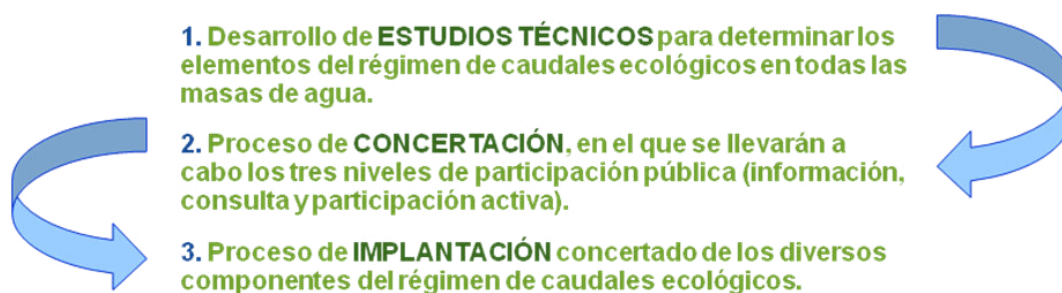 1. Desarrollo de ESTUDIOS TÉCNICOS para determinar los
elementos del régimen de caudales ecológicos en todas las
masas de agua.
2. Proceso de CONCERTACIÓN, en el que se llevarán a
cabo los tres niveles de participación pública (información,
consulta y participación activa).
3. Proceso de IMPLANTACIÓN concertado de los diversos
componentes del régimen de caudales ecológicos.